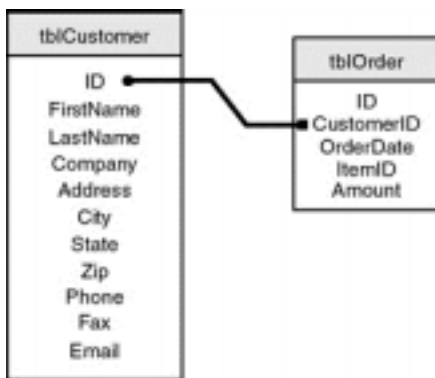 tblCustomer
ID
FirstName
LastName
Company
Address
City
State
Zip
Phone
Fax
Email
tblOrder
ID
CustomerID
OrderDate
ItemID
Amount